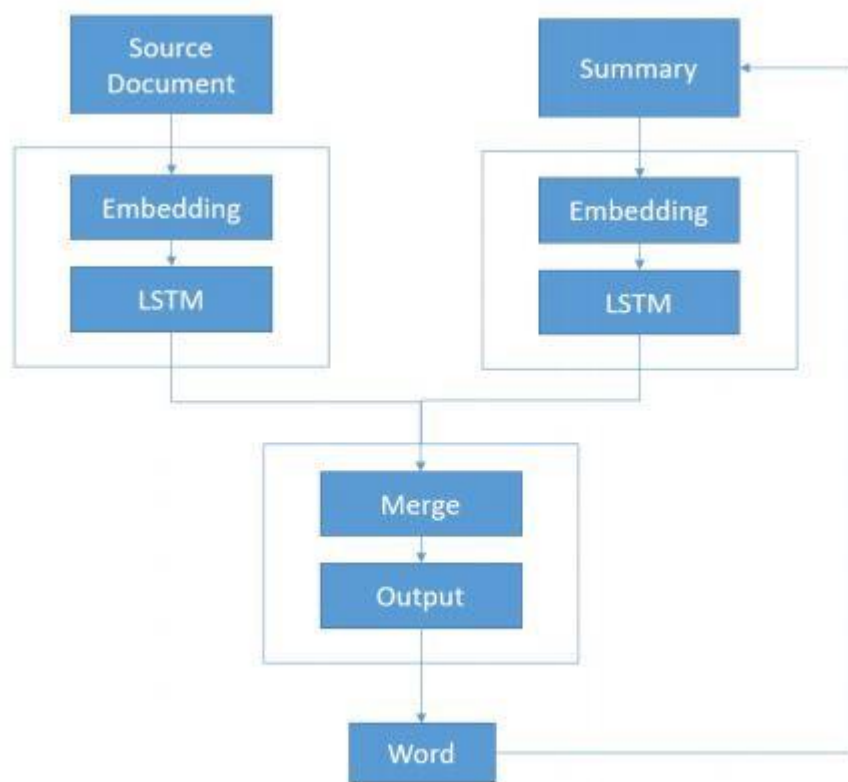 Source
Document
Summary
Embedding
LSTM
Embedding
LSTM
Merge
Output
Word